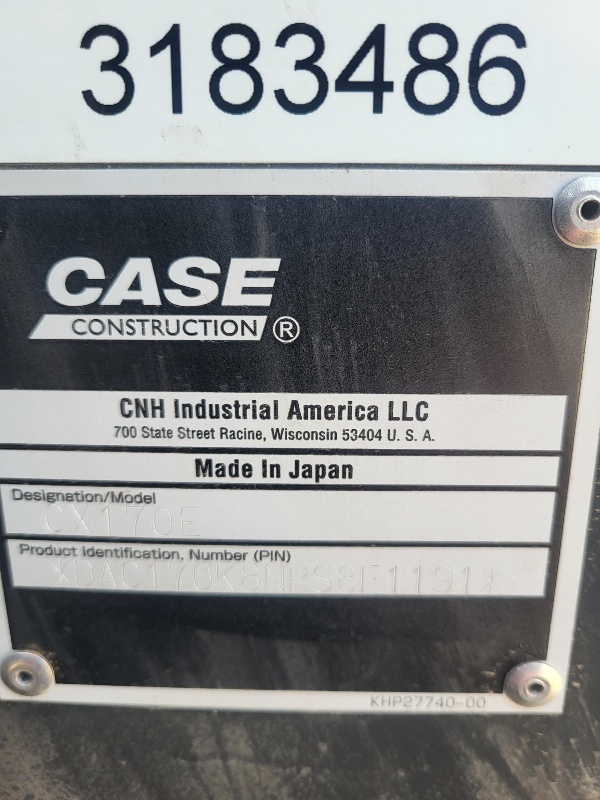 3183486
CASE
CONSTRUCTION ®
CNH Industrial America LLC
700 State Street Racine, Wisconsin 53404 U. S. A.
Made In Japan
Designation/Model
CX170E
Product Identification, Number (PIN)
*DAC170K8NPS8F1191*
KHP27740-00